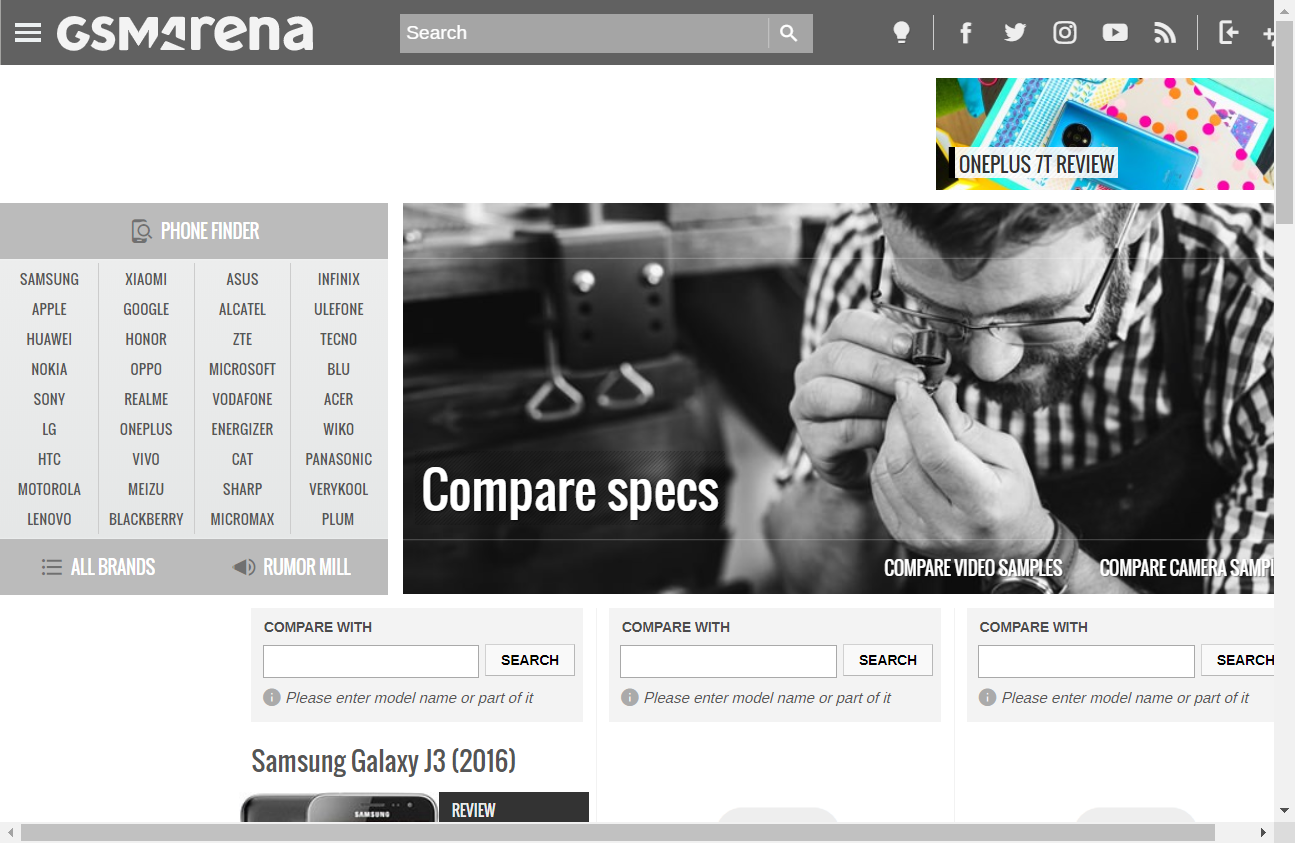 GSMArena
Search
ONEPLUS 7T REVIEW
PHONE FINDER
SAMSUNG XIAOMI ASUS INFINIX
APPLE GOOGLE ALCATEL ULEFONE
HUAWEI HONOR ZTE TECNO
NOKIA OPPO MICROSOFT BLU
SONY REALME VODAFONE ACER
LG ONEPLUS ENERGIZER WIKO
HTC VIVO CAT PANASONIC
MOTOROLA MEIZU SHARP VERYKOOL
LENOVO BLACKBERRY MICROMAX PLUM
ALL BRANDS RUMOR MILL
Compare specs
COMPARE VIDEO SAMPLES COMPARE CAMERA SAMPL
COMPARE WITH COMPARE WITH COMPARE WITH
SEARCH SEARCH SEARCH
Please enter model name or part of it Please enter model name or part of it Please enter model name or part of it
Samsung Galaxy J3 (2016)
SAMSUNG
REVIEW